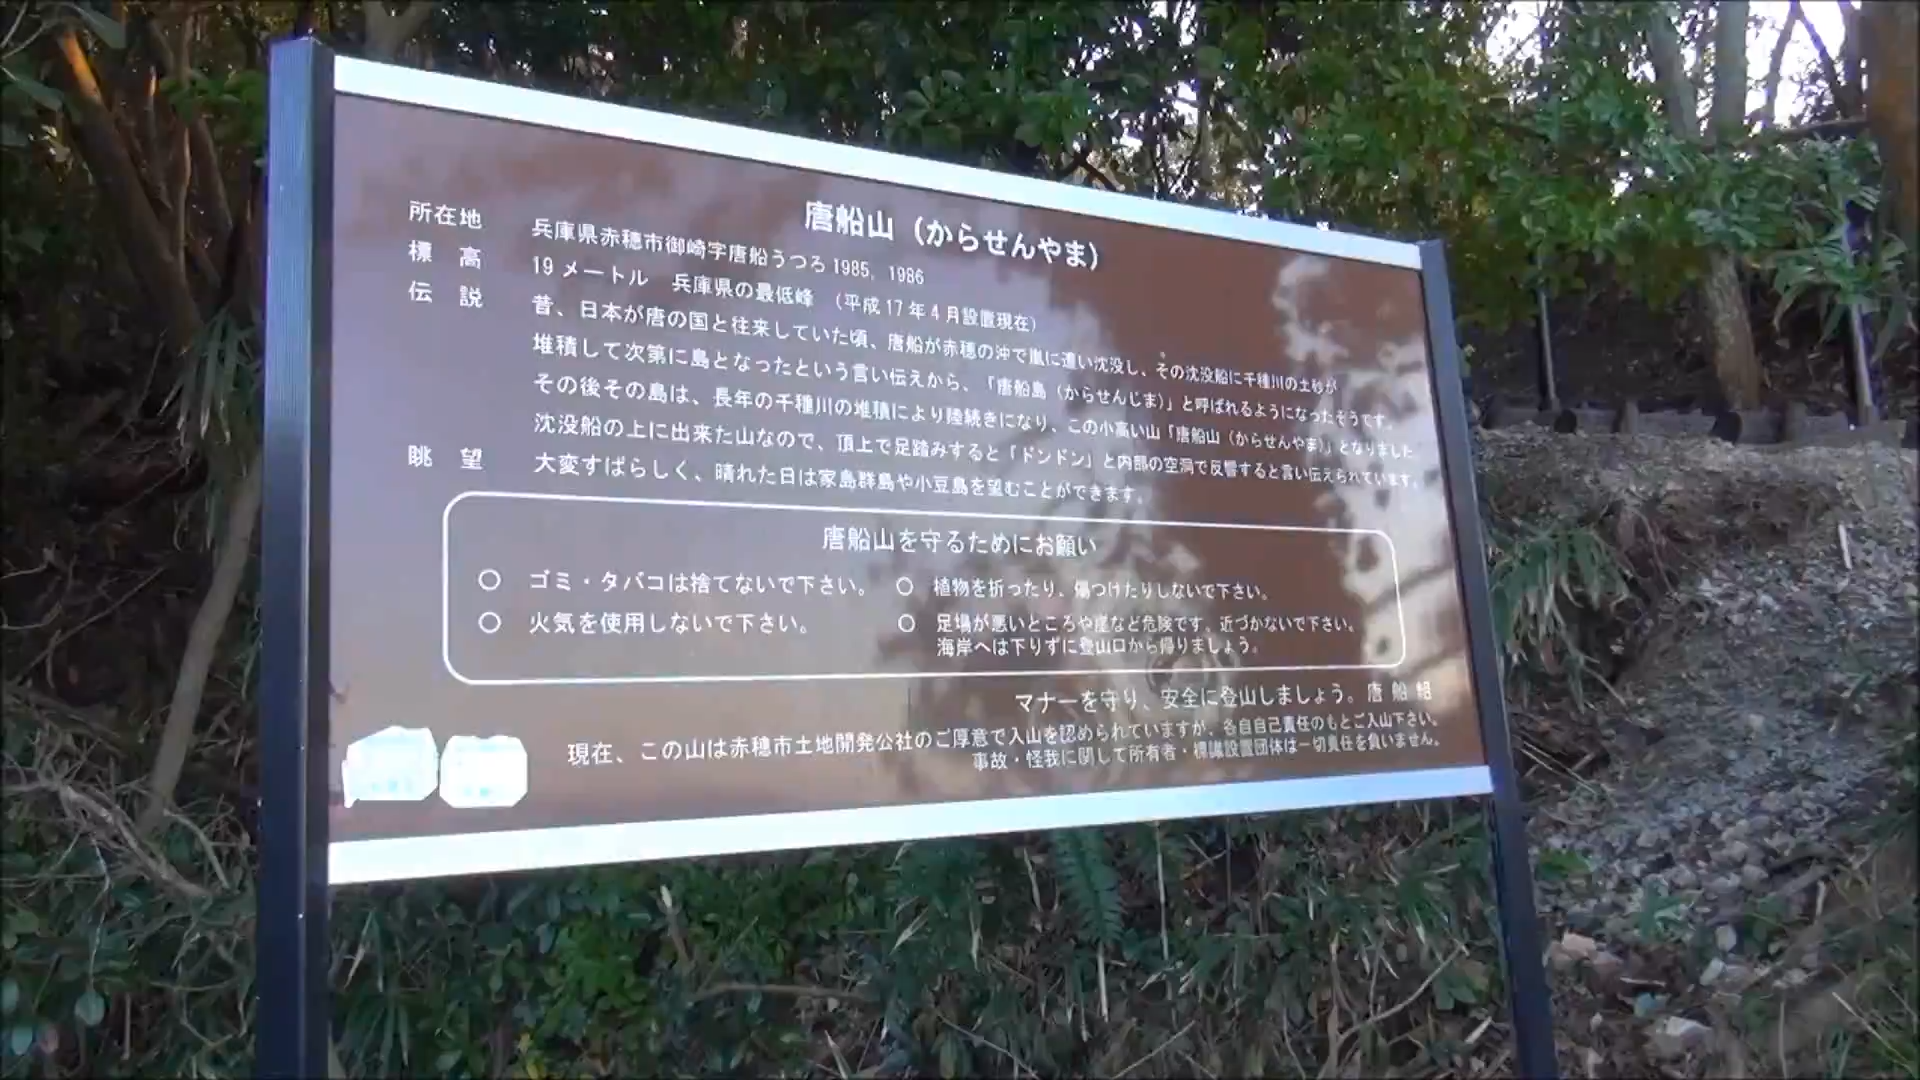 唐船山（からせんやま）
所在地　兵庫県赤穂市御崎字唐船うつろ1985，1986
標　高　19メートル　兵庫県の最低峰　（平成17年4月設置現在）
伝　説　昔、日本が唐の国と往来していた頃、唐船が赤穂の沖で嵐に遭い沈没し、その沈没船に千種川の土砂が
堆積して次第に島となったという言い伝えから、「唐船島（からせんじま）」と呼ばれるようになったそうです。
その後その島は、長年の千種川の堆積により陸続きになり、この小高い山「唐船山（からせんやま）」となりました。
沈没船の上に出来た山なので、頂上で足踏みすると「ドンドン」と内部の空洞で反響すると言い伝えられています。
眺　望　大変すばらしく、晴れた日は家島群島や小豆島を望むことができます。
唐船山を守るためにお願い
○　ゴミ・タバコは捨てないで下さい。　○　植物を折ったり、傷つけたりしないで下さい。
○　火気を使用しないで下さい。　○　足場が悪いところや崖など危険です、近づかないで下さい。
海岸へは下りずに登山口から帰りましょう。
マナーを守り、安全に登山しましょう。唐 船 組
現在、この山は赤穂市土地開発公社のご厚意で入山を認められていますが、各自自己責任のもとご入山下さい。
事故・怪我に関して所有者・標識設置団体は一切責任を負いません。